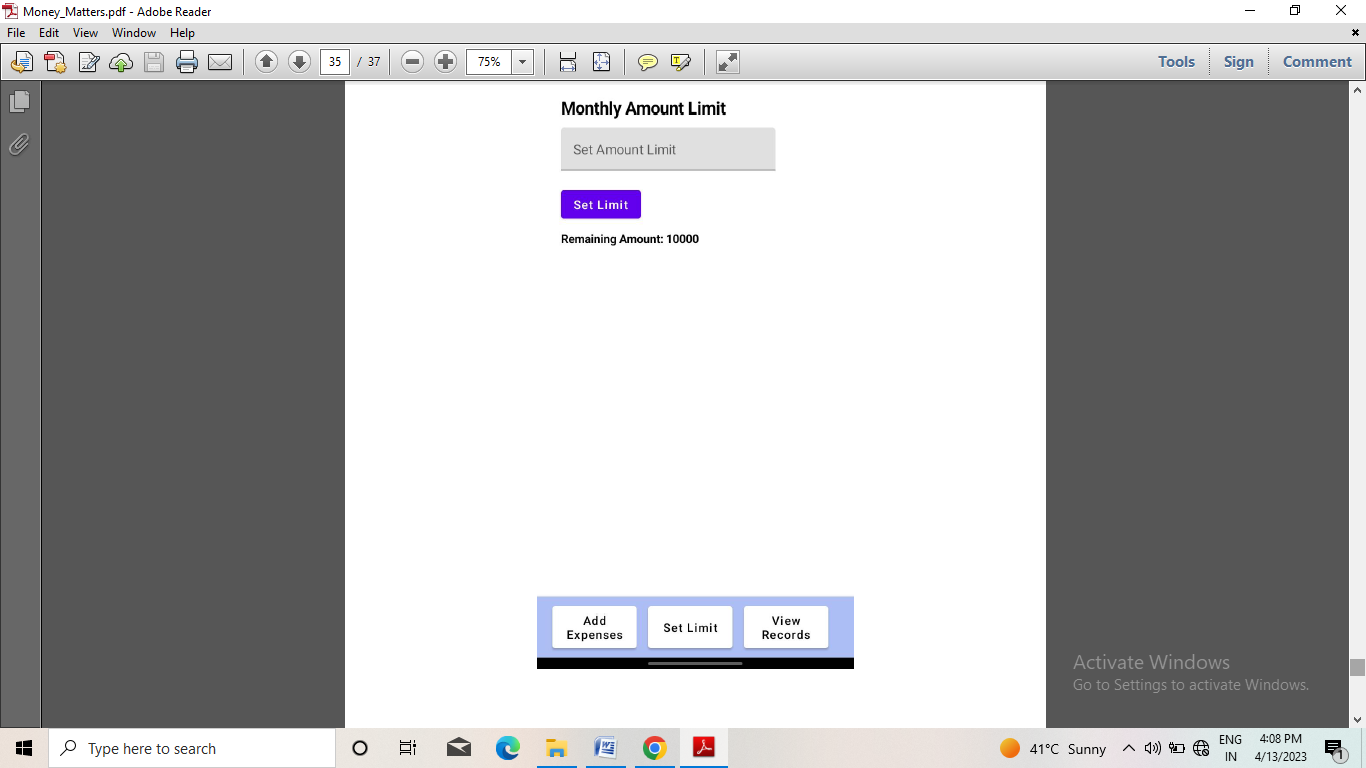 Money_Matters.pdf - Adobe Reader
File Edit View Window Help
35 / 37 75% Tools Sign Comment
Monthly Amount Limit
Set Amount Limit
Set Limit
Remaining Amount: 10000
Add
Expenses
Set Limit
View
Records
Activate Windows
Go to Settings to activate Windows.
Type here to search
41°C Sunny
ENG
IN
4:08 PM
4/13/2023
1